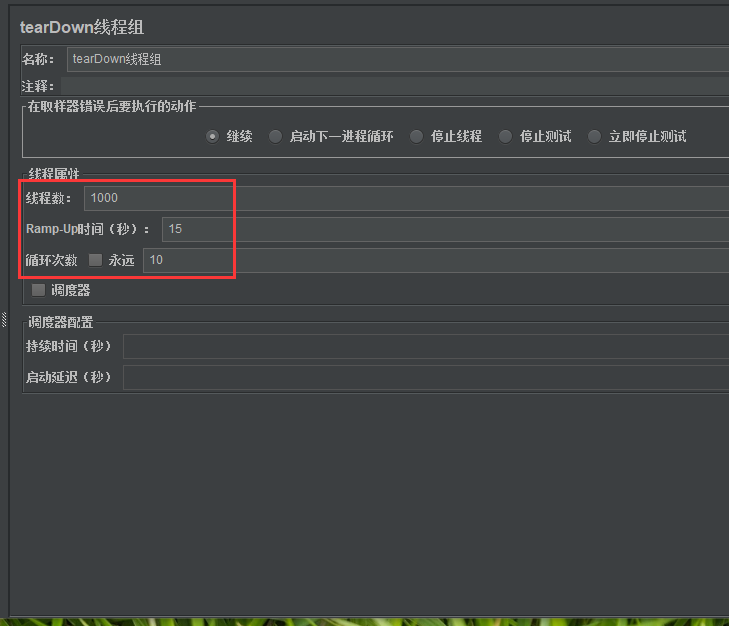 tearDown线程组
名称： tearDown线程组
注释：
在取样器错误后要执行的动作
继续 启动下一进程循环 停止线程 停止测试 立即停止测试
线程属性
线程数： 1000
Ramp-Up时间（秒）： 15
循环次数 永远 10
调度器
调度器配置
持续时间（秒）
启动延迟（秒）